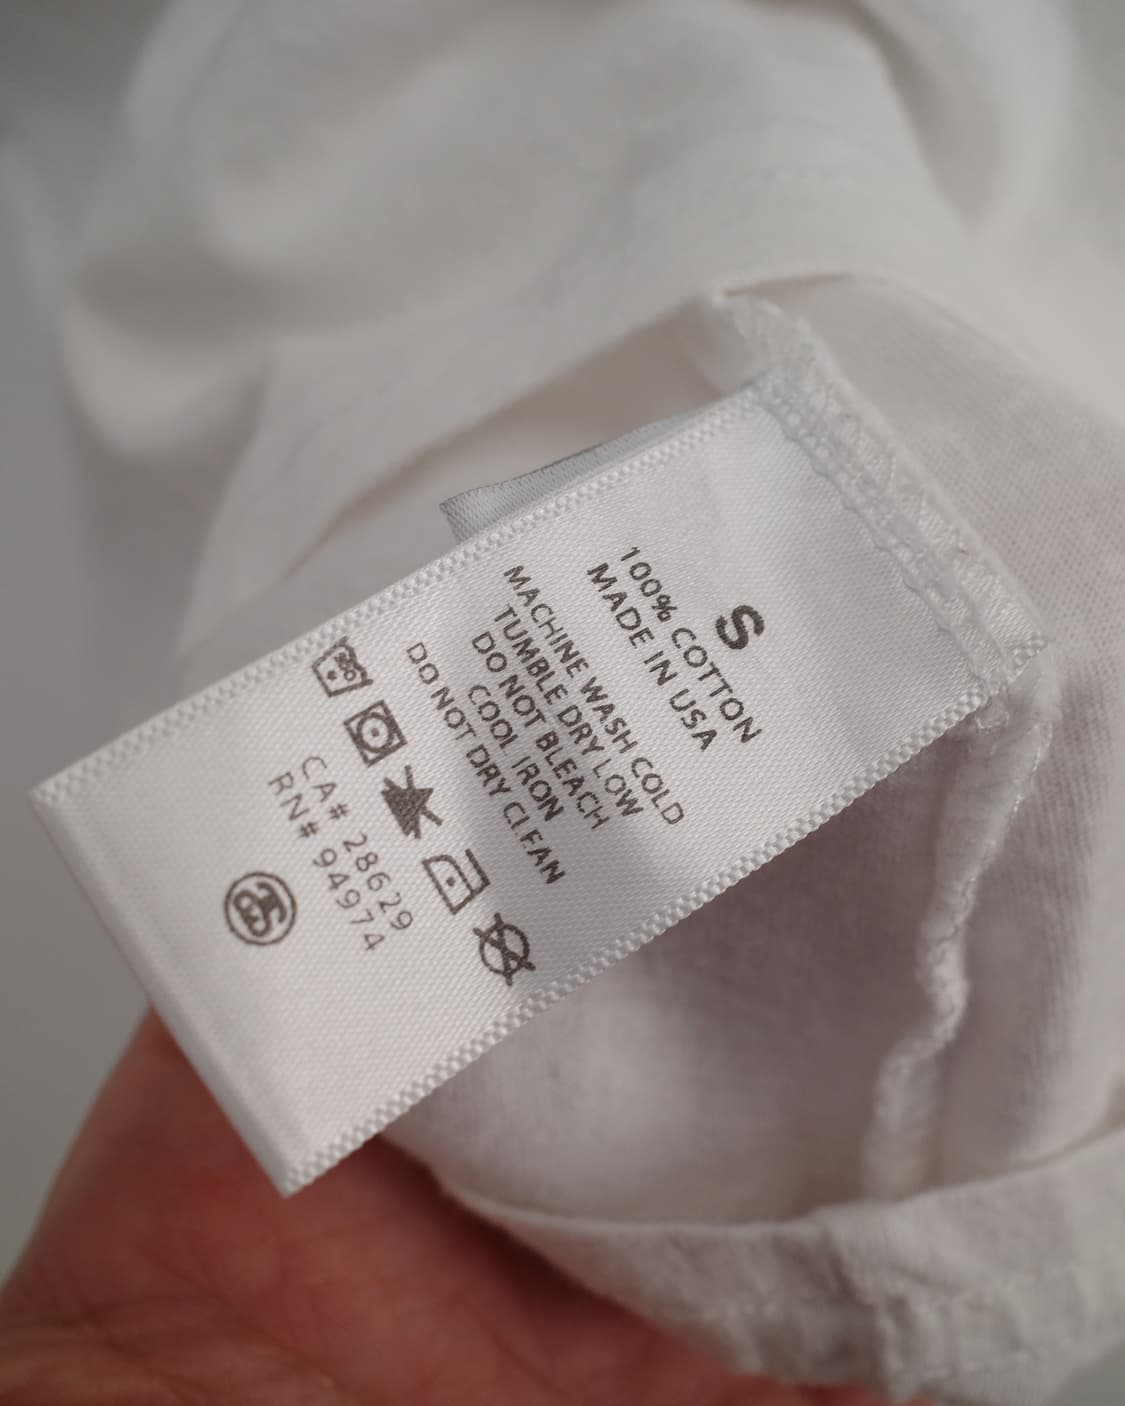 S
100% COTTON
MADE IN USA
MACHINE WASH COLD
TUMBLE DRY LOW
DO NOT BLEACH
COOL IRON
DO NOT DRY CLEAN
30
CA# 28629
RN# 94974